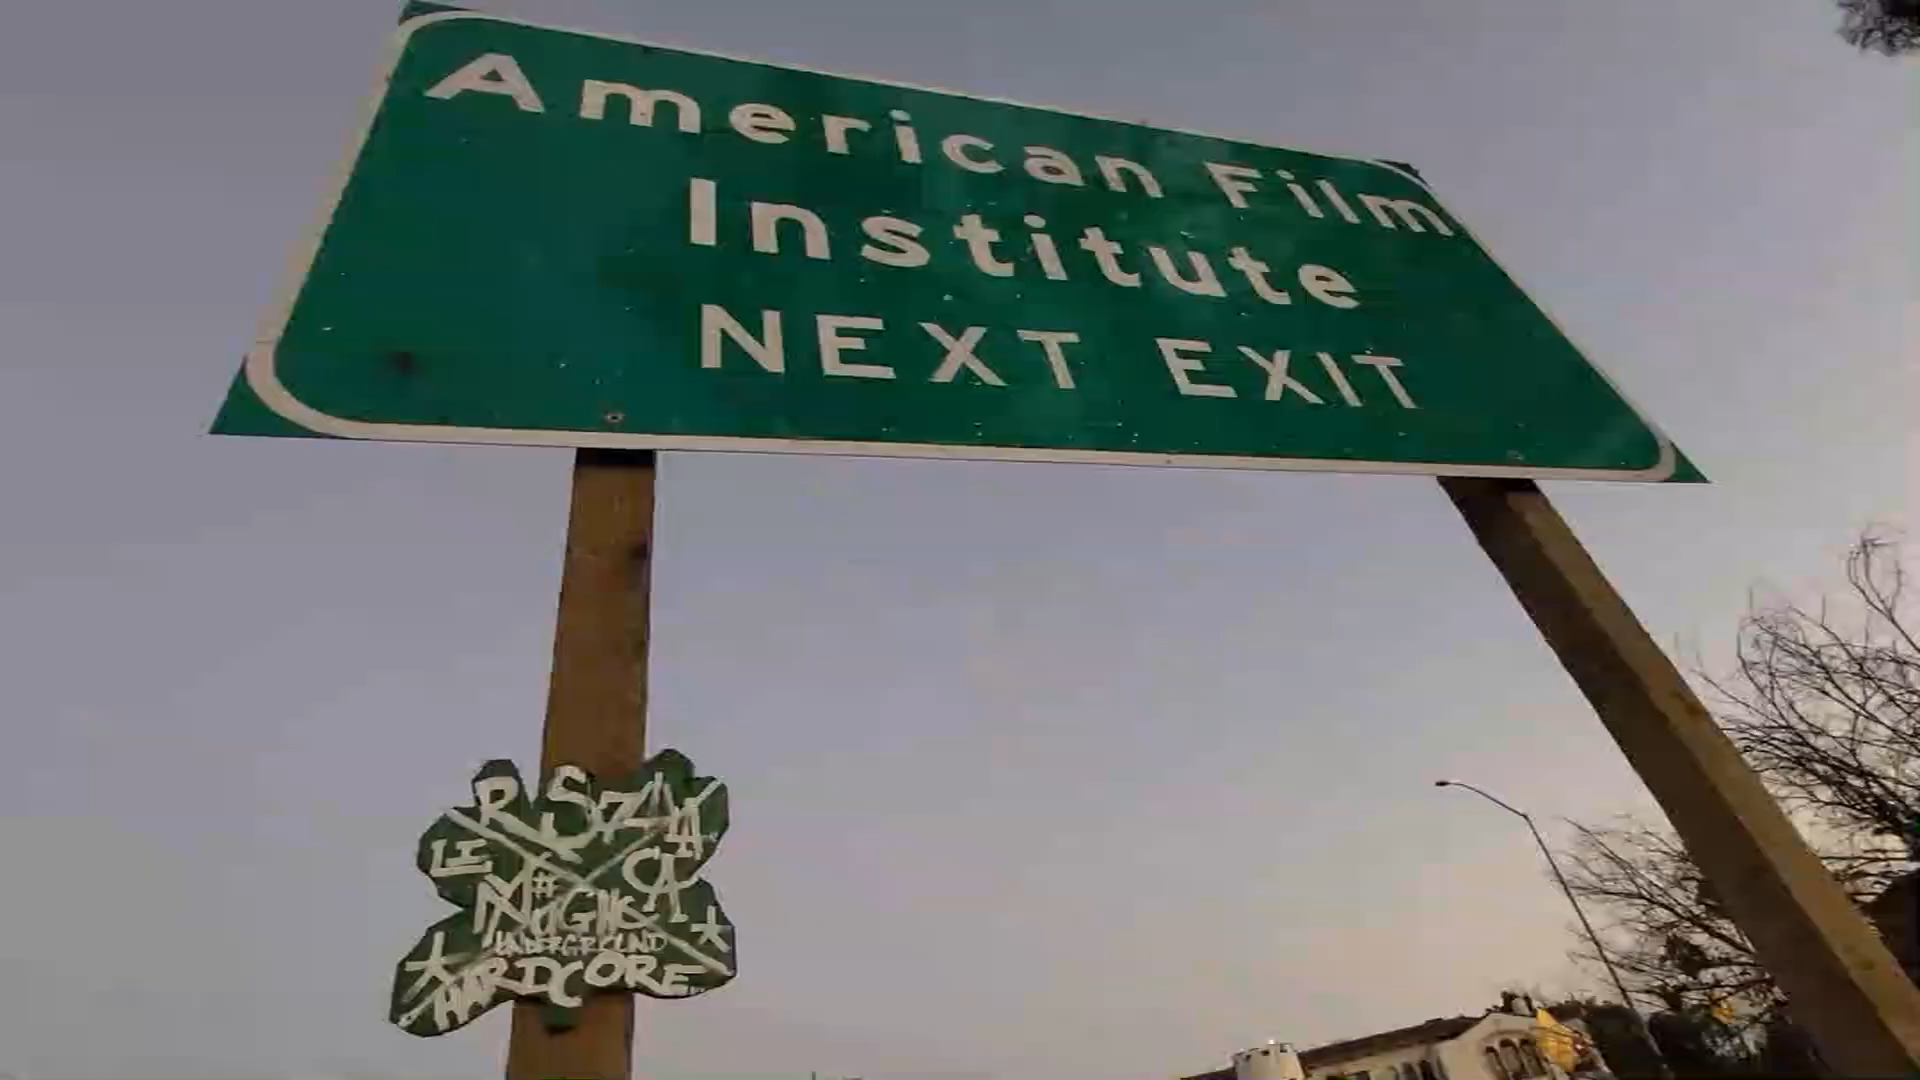 American Film
Institute
NEXT EXIT
UNDERGROUND
HARDCORE